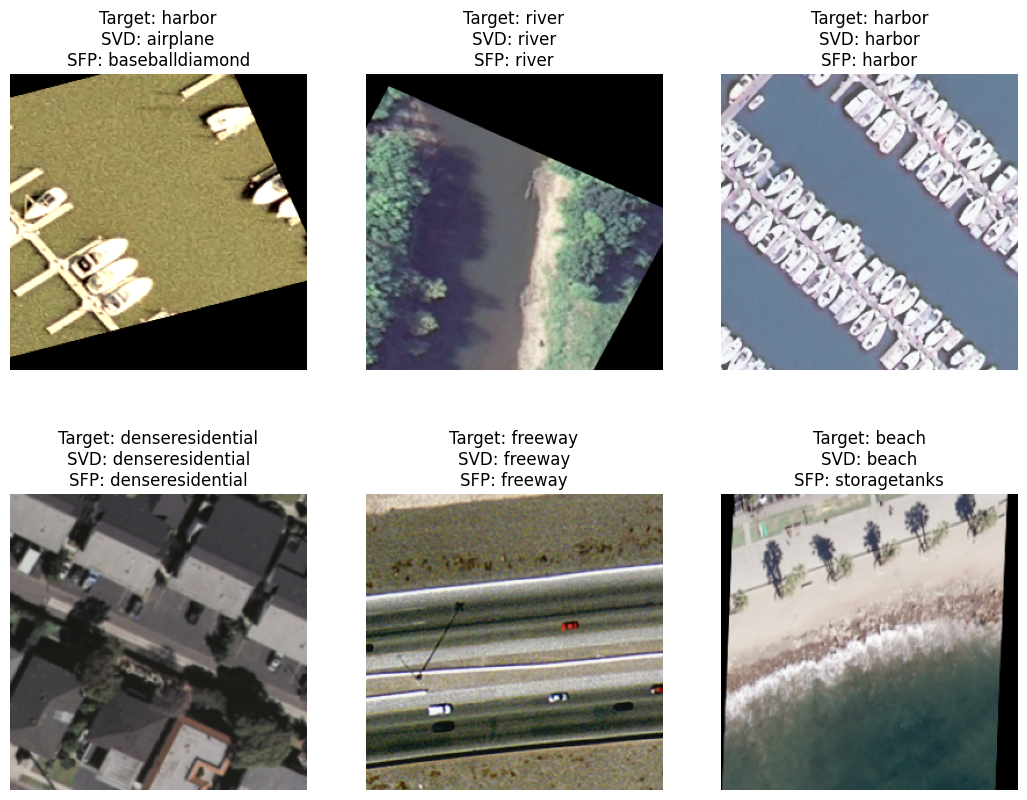 Target: harbor
SVD: airplane
SFP: baseballdiamond
Target: river
SVD: river
SFP: river
Target: harbor
SVD: harbor
SFP: harbor
Target: denseresidential
SVD: denseresidential
SFP: denseresidential
Target: freeway
SVD: freeway
SFP: freeway
Target: beach
SVD: beach
SFP: storagetanks